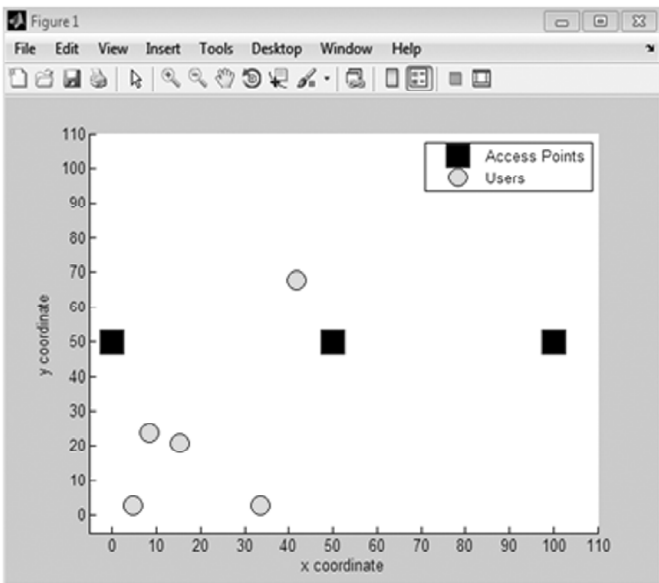 Figure 1
File Edit View Insert Tools Desktop Window Help
110
100
90
80
70
60
50
40
30
20
10
0
y coordinate
Access Points
Users
0 10 20 30 40 50 60 70 80 90 100 110
x coordinate